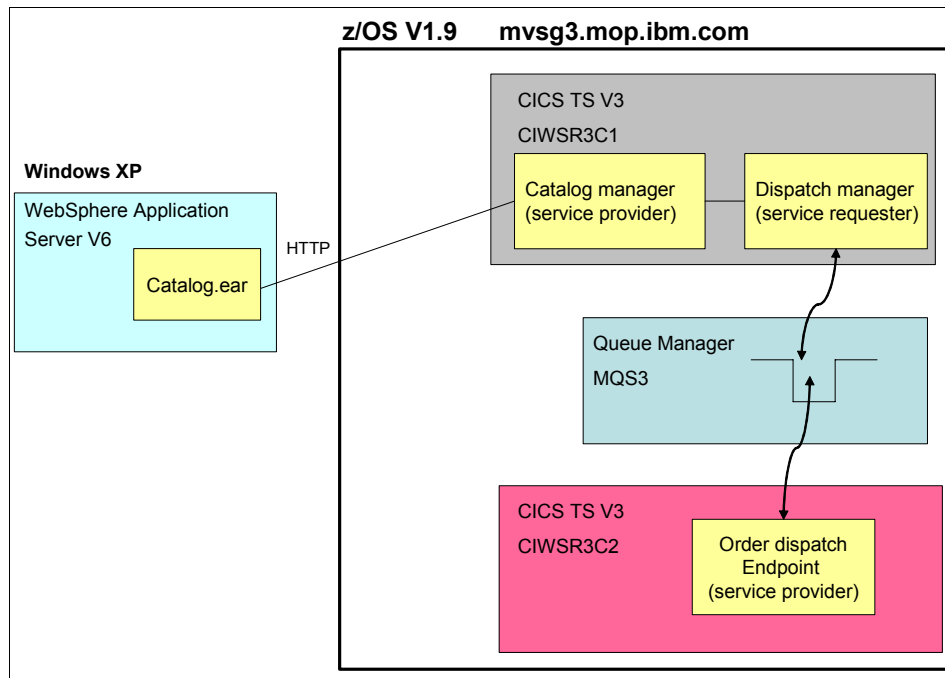 z/OS V1.9 mvsg3.mop.ibm.com
CICS TS V3
CIWSR3C1
Catalog manager
(service provider)
Dispatch manager
(service requester)
Windows XP
WebSphere Application
Server V6
Catalog.ear
HTTP
Queue Manager
MQS3
CICS TS V3
CIWSR3C2
Order dispatch
Endpoint
(service provider)